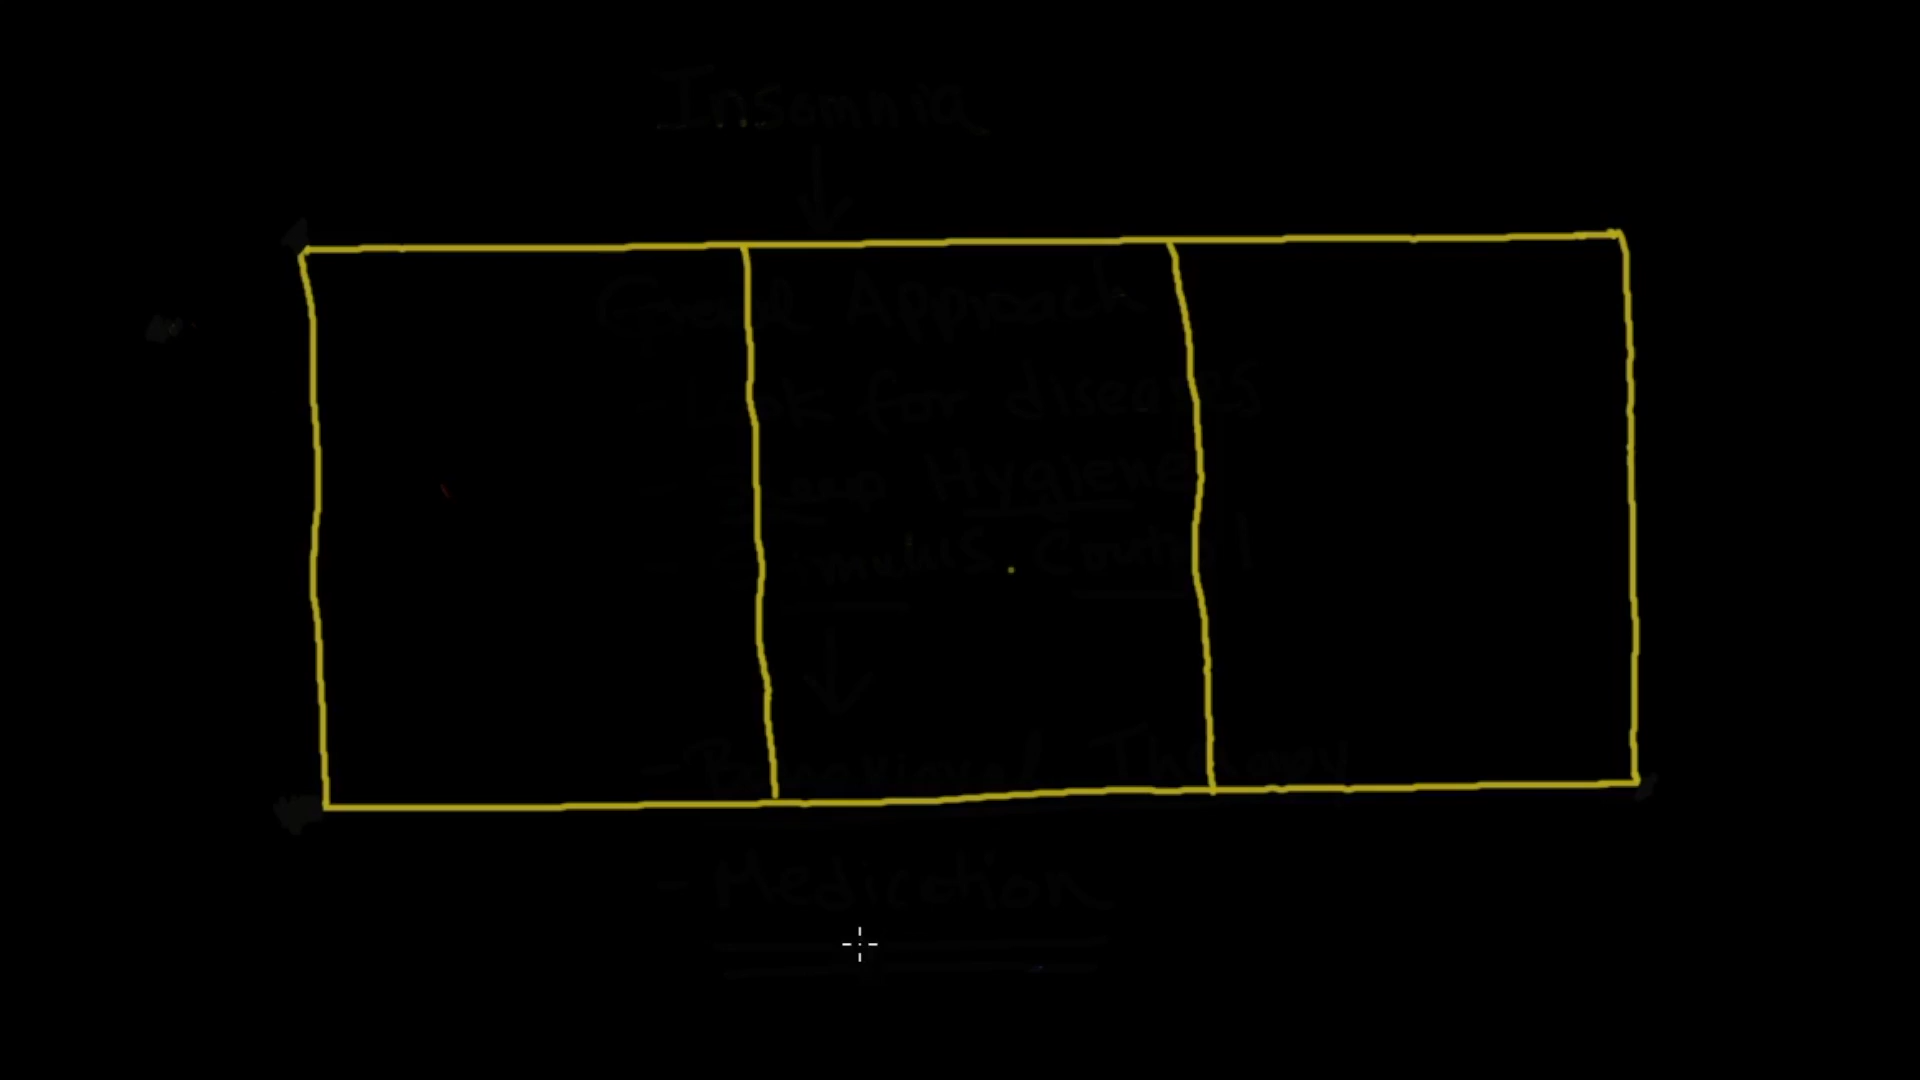 Insomnia
General Approach
- Look for diseases
- Sleep Hygiene
- Stimulus Control
- Behavioral Therapy
- Medication